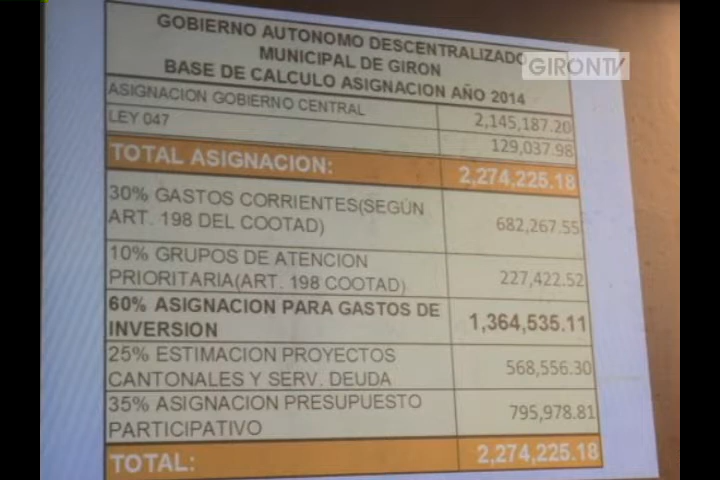 GOBIERNO AUTONOMO DESCENTRALIZADO
MUNICIPAL DE GIRON
BASE DE CALCULO ASIGNACION AÑO 2014
GIRONTV
ASIGNACION GOBIERNO CENTRAL 2,145,187.20
LEY 047 129,037.98
TOTAL ASIGNACION: 2,274,225.18
30% GASTOS CORRIENTES(SEGÚN
ART. 198 DEL COOTAD) 682,267.55
10% GRUPOS DE ATENCION
PRIORITARIA(ART. 198 COOTAD) 227,422.52
60% ASIGNACION PARA GASTOS DE
INVERSION 1,364,535.11
25% ESTIMACION PROYECTOS
CANTONALES Y SERV. DEUDA 568,556.30
35% ASIGNACION PRESUPUESTO
PARTICIPATIVO 795,978.81
TOTAL: 2,274,225.18